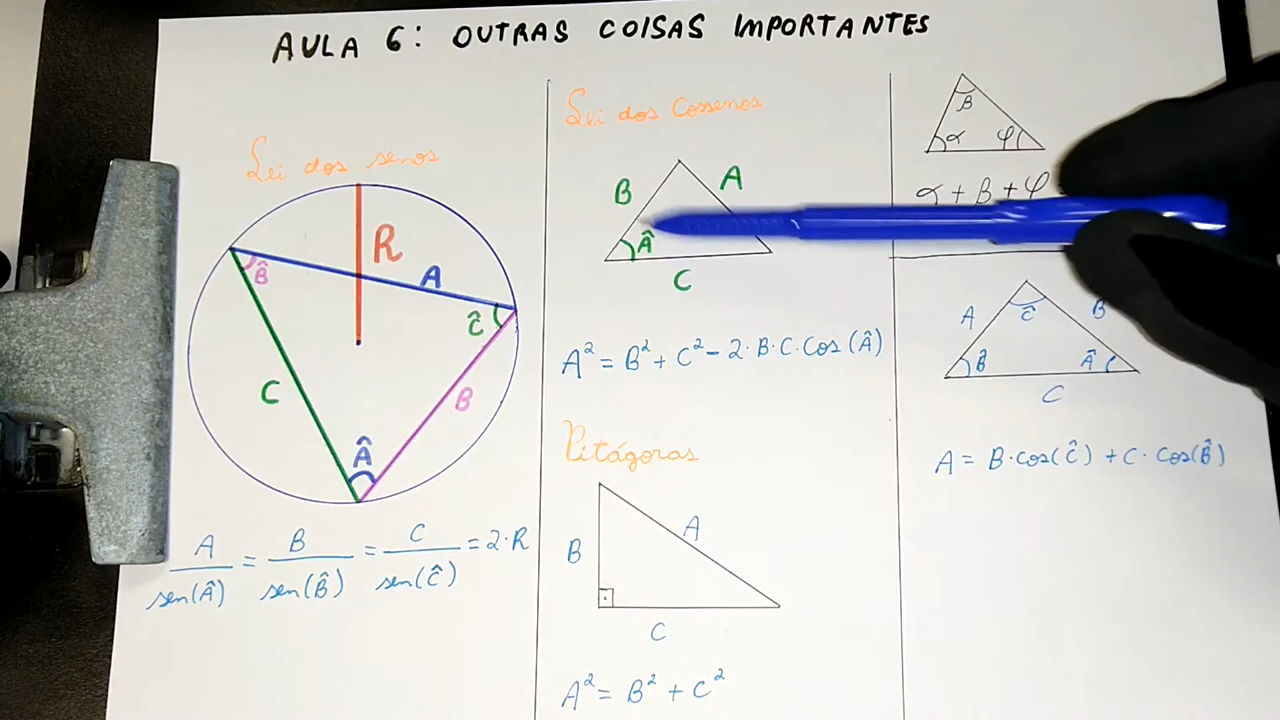 AULA 6: OUTRAS COISAS IMPORTANTES
Lei dos senos
R
B̂
A
Ĉ
C
B
Â
A/sen(Â) = B/sen(B̂) = C/sen(Ĉ) = 2·R
Lei dos Cossenos
B
A
Â
C
A² = B² + C² - 2·B·C·Cos(Â)
Pitágoras
B
A
C
A² = B² + C²
β
α
φ
α + β + φ
A
Ĉ
B
B̂
Â
C
A = B·cos(Ĉ) + C·Cos(B̂)